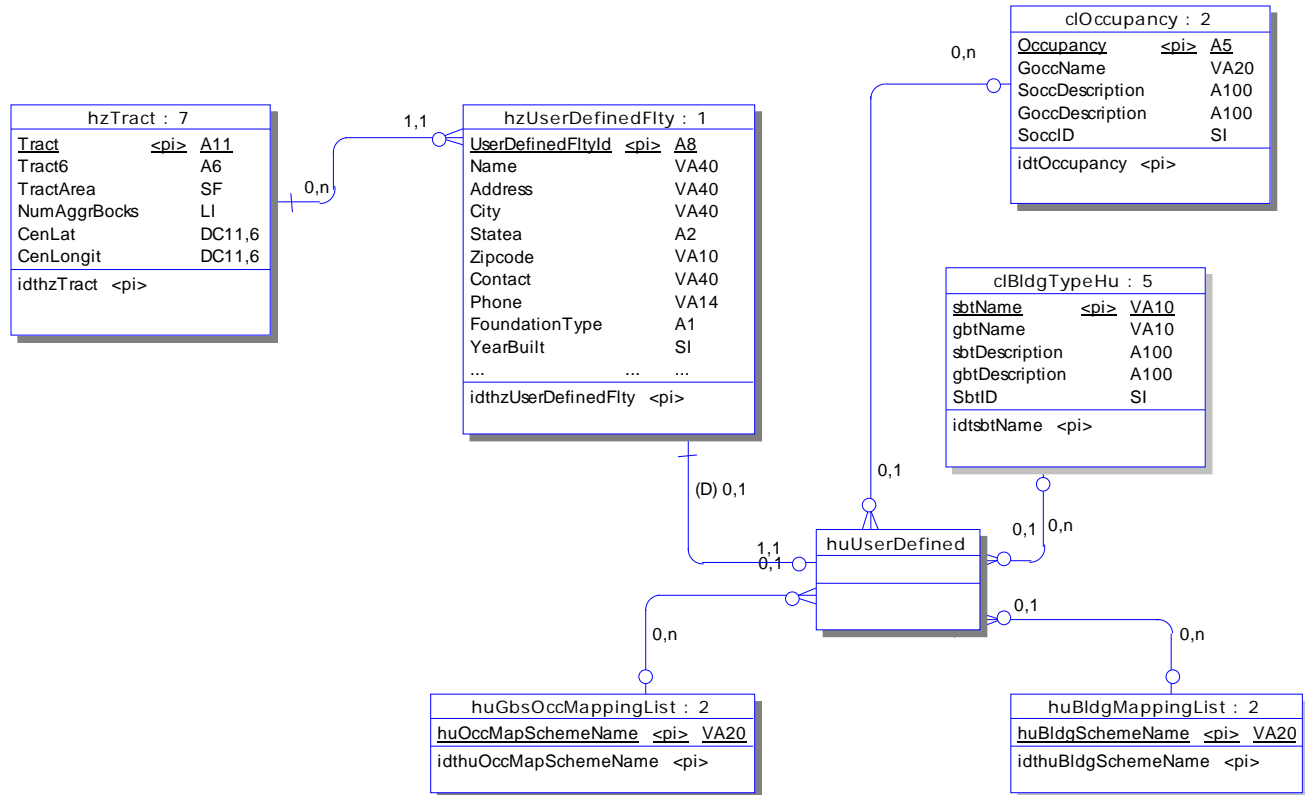 clOccupancy : 2
Occupancy <pi> A5
GoccName VA20
SoccDescription A100
GoccDescription A100
SoccID SI
idtOccupancy <pi>
0,n
hzTract : 7
Tract <pi> A11
Tract6 A6
TractArea SF
NumAggrBocks LI
CenLat DC11,6
CenLongit DC11,6
idthzTract <pi>
1,1
0,n
hzUserDefinedFlty : 1
UserDefinedFltyId <pi> A8
Name VA40
Address VA40
City VA40
Statea A2
Zipcode VA10
Contact VA40
Phone VA14
FoundationType A1
YearBuilt SI
... ... ...
idthzUserDefinedFlty <pi>
clBldgTypeHu : 5
sbtName <pi> VA10
gbtName VA10
sbtDescription A100
gbtDescription A100
SbtID SI
idtsbtName <pi>
0,1
(D) 0,1
0,1 0,n
huUserDefined
1,1
0,1
0,1
0,n
0,n
huGbsOccMappingList : 2
huOccMapSchemeName <pi> VA20
idthuOccMapSchemeName <pi>
huBldgMappingList : 2
huBldgSchemeName <pi> VA20
idthuBldgSchemeName <pi>